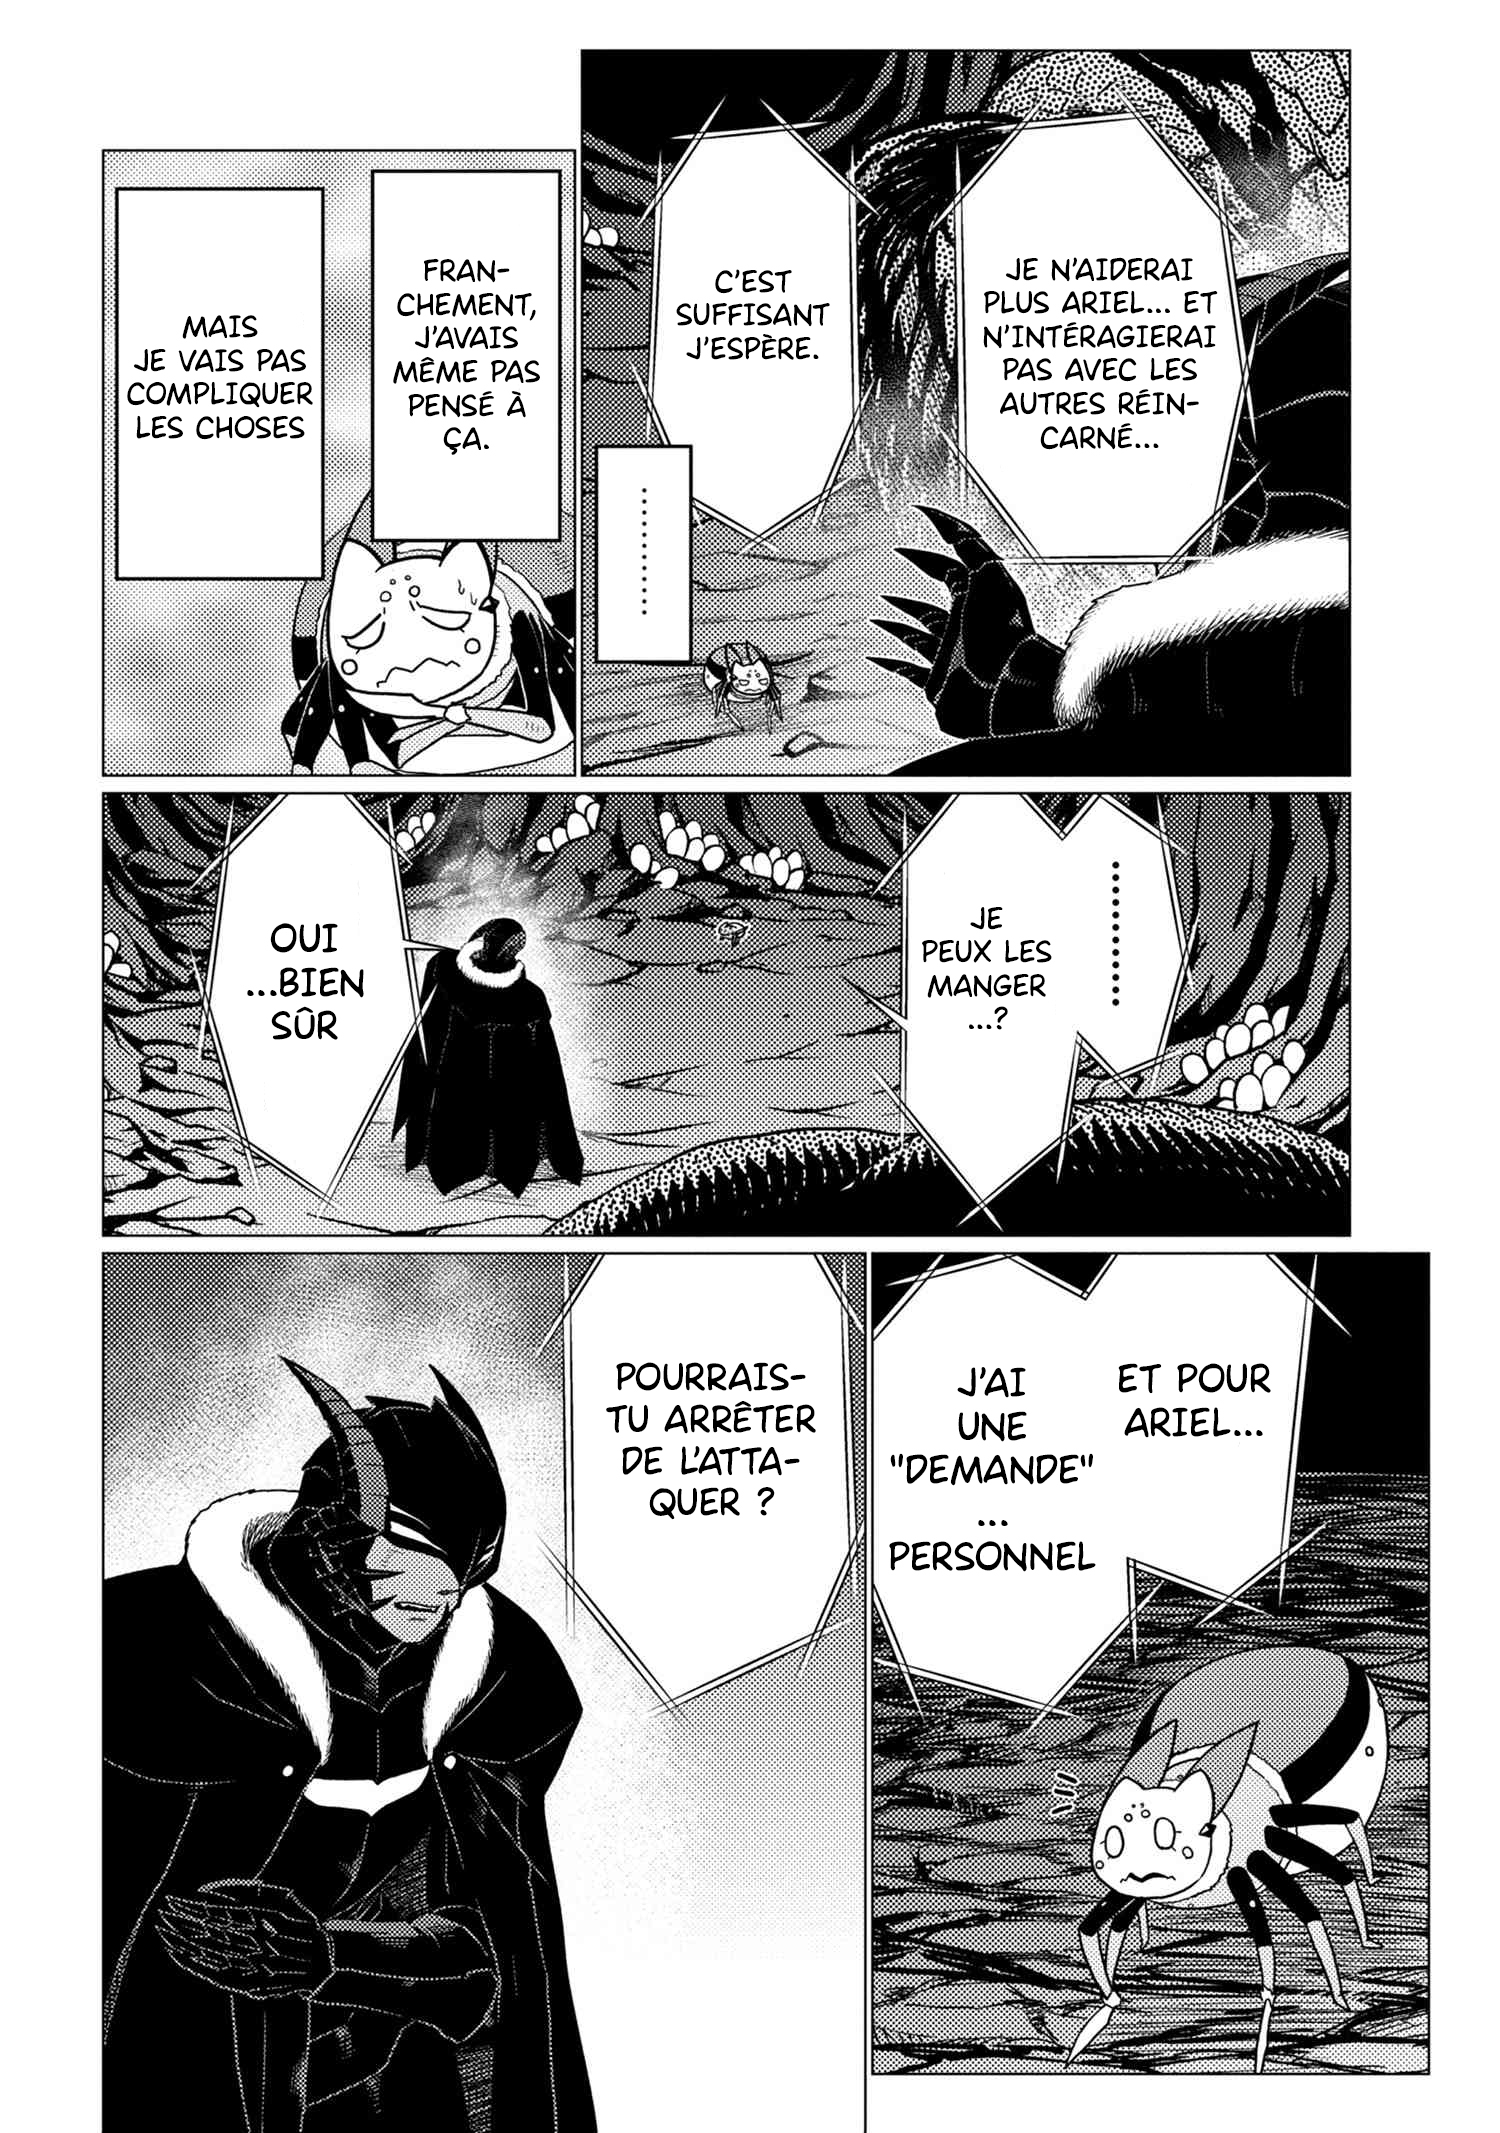 JE N'AIDERAI
PLUS ARIEL... ET
N'INTÉRAGIERAI
PAS AVEC LES
AUTRES RÉIN-
CARNÉ...
C'EST
SUFFISANT
J'ESPÈRE.
.........
FRAN-
CHEMENT,
J'AVAIS
MÊME PAS
PENSÉ À
ÇA.
MAIS
JE VAIS PAS
COMPLIQUER
LES CHOSES
.........
JE
PEUX LES
MANGER
...?
OUI
...BIEN
SÛR
ET POUR
ARIEL...
J'AI
UNE
"DEMANDE"
...
PERSONNEL
POURRAIS-
TU ARRÊTER
DE L'ATTA-
QUER ?